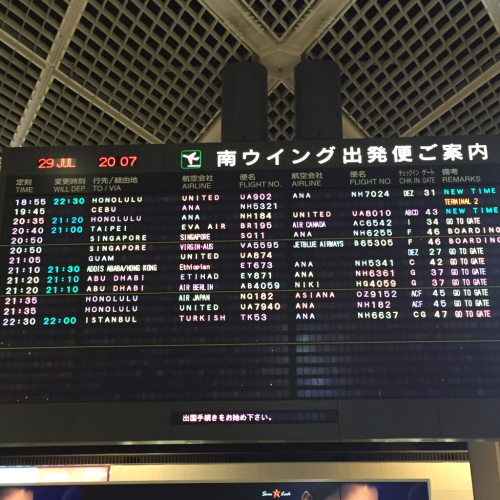 29 JUL 20 07 南ウイング出発便ご案内
定刻 変更時刻 行先/経由地 航空会社 便名 航空会社 便名 チェックイン ゲート 備考
TIME WILL DEP. TO / VIA AIRLINE FLIGHT NO. AIRLINE FLIGHT NO. CHK IN GATE REMARKS
18:55 22:30 HONOLULU UNITED UA902 ANA NH7024 DEZ 31 NEW TIME
19:45 CEBU ANA NH5321 TERMINAL 2
20:35 21:20 HONOLULU ANA NH184 UNITED UA8010 ABCD 43 NEW TIME
20:40 21:00 TAIPEI EVA AIR BR195 AIR CANADA AC6542 J 34 GO TO GATE
20:50 SINGAPORE SINGAPORE SQ11 ANA NH6255 F 46 BOARDING
20:50 SINGAPORE VIRGIN-AUS VA5595 JETBLUE AIRWAYS B65305 F 46 BOARDING
21:05 GUAM UNITED UA874 DEZ 27 GO TO GATE
21:10 21:30 ADDIS ABABA/HONG KONG Ethiopian ET673 ANA NH5341 C 42 GO TO GATE
21:20 21:10 ABU DHABI ETIHAD EY871 ANA NH6361 G 37 GO TO GATE
21:20 21:10 ABU DHABI AIR BERLIN AB4059 NIKI HG4059 G 37 GO TO GATE
21:35 HONOLULU AIR JAPAN NQ182 ASIANA OZ9152 ACF 45 GO TO GATE
21:35 HONOLULU UNITED UA7940 ANA NH182 ACF 45 GO TO GATE
22:30 22:00 ISTANBUL TURKISH TK53 ANA NH6637 CG 47 GO TO GATE
出国手続きをお始め下さい。